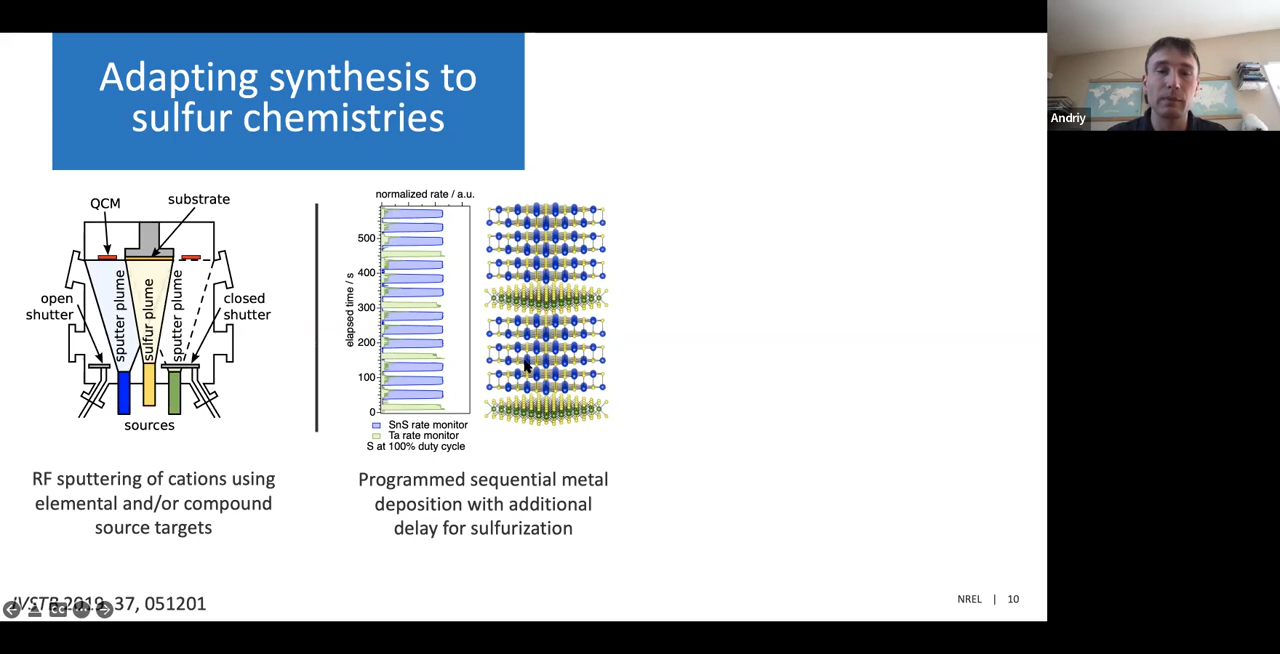 Adapting synthesis to
sulfur chemistries
QCM
substrate
open
shutter
sputter plume
sulfur plume
sputter plume
closed
shutter
sources
RF sputtering of cations using
elemental and/or compound
source targets
normalized rate / a.u.
elapsed time / s
500
400
300
200
100
0
SnS rate monitor
Ta rate monitor
S at 100% duty cycle
Programmed sequential metal
deposition with additional
delay for sulfurization
JVSTB 2019, 37, 051201
CC
NREL | 10
Andriy